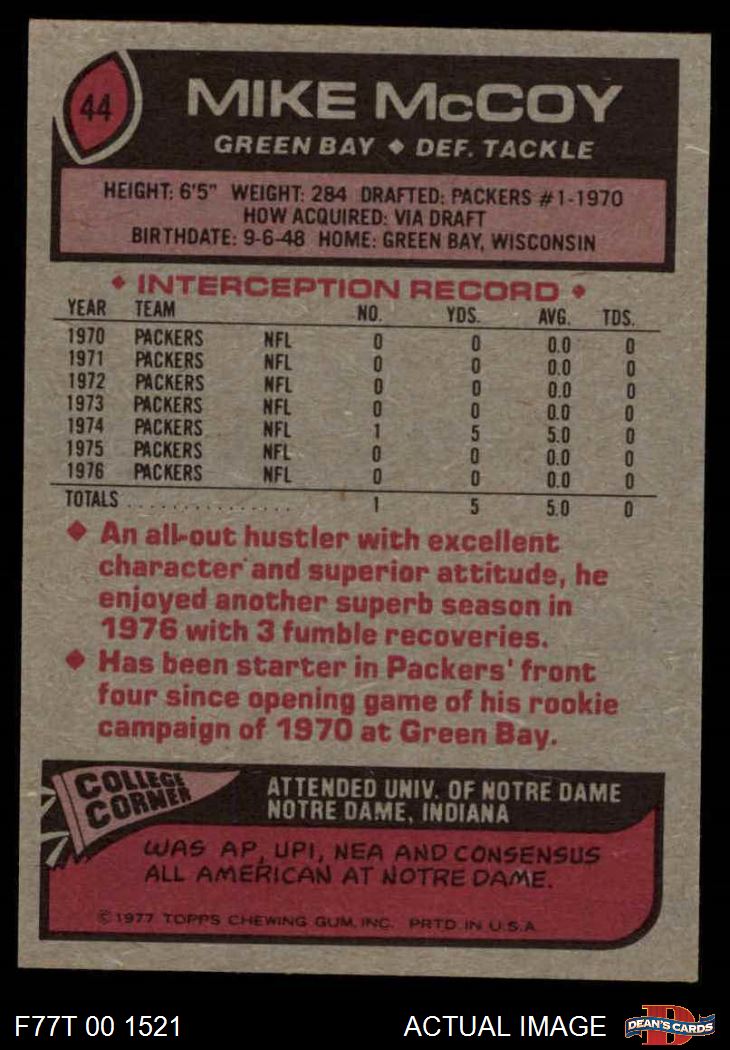 44
MIKE McCOY
GREEN BAY ♦ DEF. TACKLE
HEIGHT: 6'5" WEIGHT: 284 DRAFTED: PACKERS #1-1970
HOW ACQUIRED: VIA DRAFT
BIRTHDATE: 9-6-48 HOME: GREEN BAY, WISCONSIN
♦ INTERCEPTION RECORD ♦
YEAR TEAM NO. YDS. AVG. TDS.
1970 PACKERS NFL 0 0 0.0 0
1971 PACKERS NFL 0 0 0.0 0
1972 PACKERS NFL 0 0 0.0 0
1973 PACKERS NFL 0 0 0.0 0
1974 PACKERS NFL 1 5 5.0 0
1975 PACKERS NFL 0 0 0.0 0
1976 PACKERS NFL 0 0 0.0 0
TOTALS . . . . . . . . . . . . . . . 1 5 5.0 0
♦ An all-out hustler with excellent
character and superior attitude, he
enjoyed another superb season in
1976 with 3 fumble recoveries.
♦ Has been starter in Packers' front
four since opening game of his rookie
campaign of 1970 at Green Bay.
COLLEGE
CORNER
ATTENDED UNIV. OF NOTRE DAME
NOTRE DAME, INDIANA
WAS AP, UPI, NEA AND CONSENSUS
ALL AMERICAN AT NOTRE DAME.
© 1977 TOPPS CHEWING GUM, INC. PRTD. IN U.S.A.
F77T 00 1521
ACTUAL IMAGE
D
DEAN'S CARDS